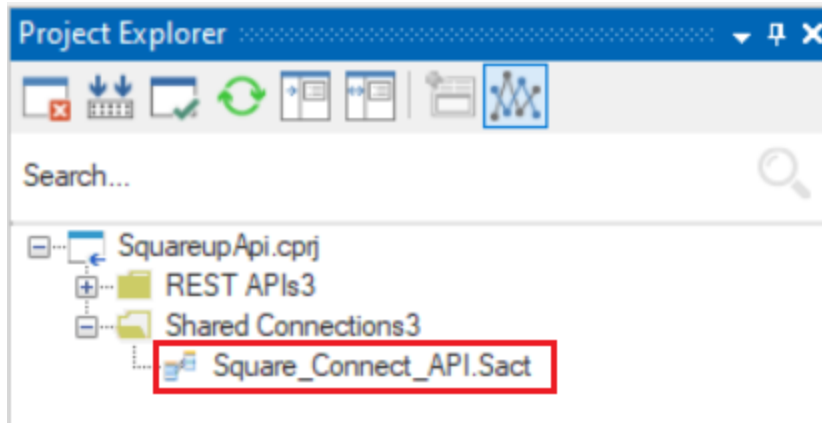 Project Explorer
Search...
SquareupApi.cprj
REST APIs3
Shared Connections3
Square_Connect_API.Sact